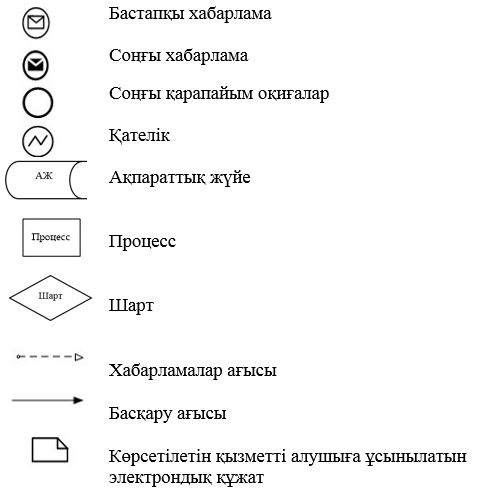 Бастапқы хабарлама
Соңғы хабарлама
Соңғы қарапайым оқиғалар
Қателік
АЖ
Ақпараттық жүйе
Процесс
Процесс
Шарт
Шарт
Хабарламалар ағысы
Басқару ағысы
Көрсетілетін қызметті алушыға ұсынылатын
электрондық құжат